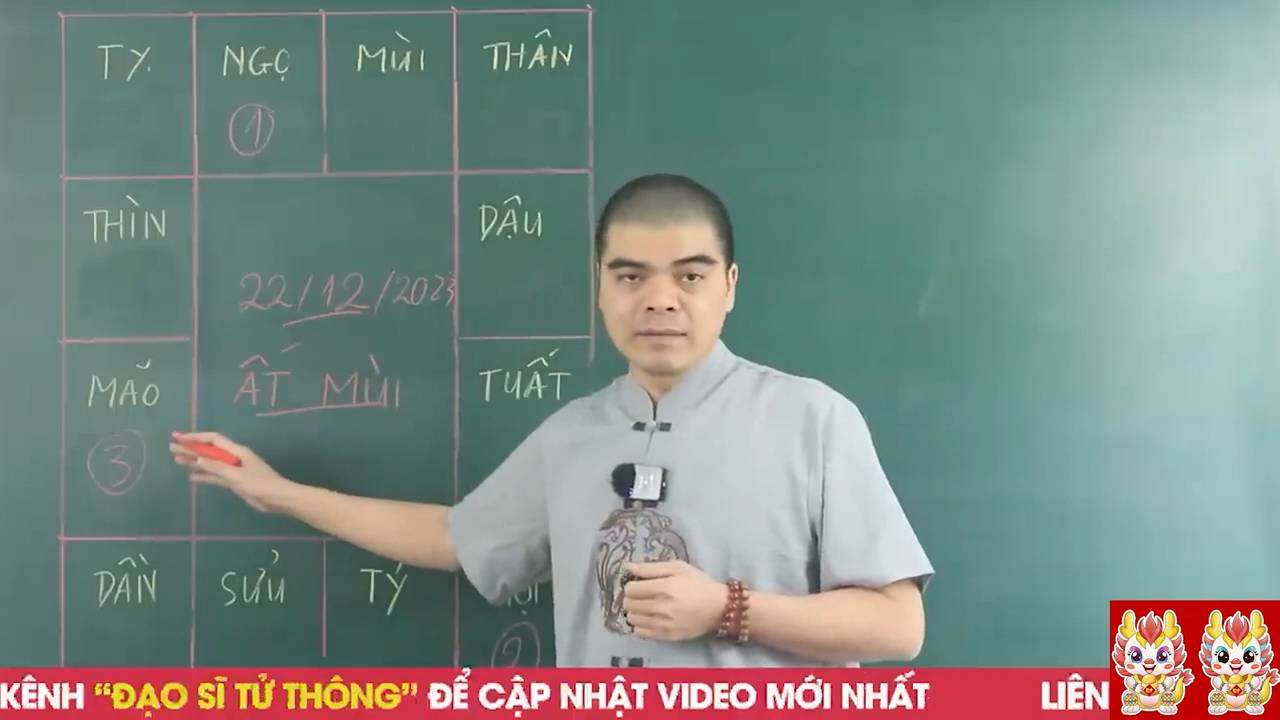 TỴ
NGỌ
MÙI
THÂN
1
THÌN
DẬU
22/12/2023
ẤT MÙI
MÃO
TUẤT
3
DẦN
SỬU
TÝ
2
KÊNH “ĐẠO SĨ TỬ THÔNG” ĐỂ CẬP NHẬT VIDEO MỚI NHẤT
LIÊN